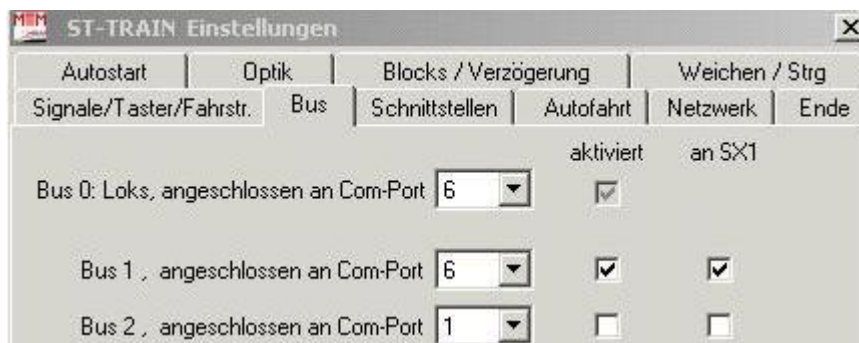 MTM ST-TRAIN Einstellungen
Autostart Optik Blocks / Verzögerung Weichen / Strg
Signale/Taster/Fahrstr. Bus Schnittstellen Autofahrt Netzwerk Ende
aktiviert an SX1
Bus 0: Loks, angeschlossen an Com-Port 6
Bus 1 , angeschlossen an Com-Port 6
Bus 2 , angeschlossen an Com-Port 1